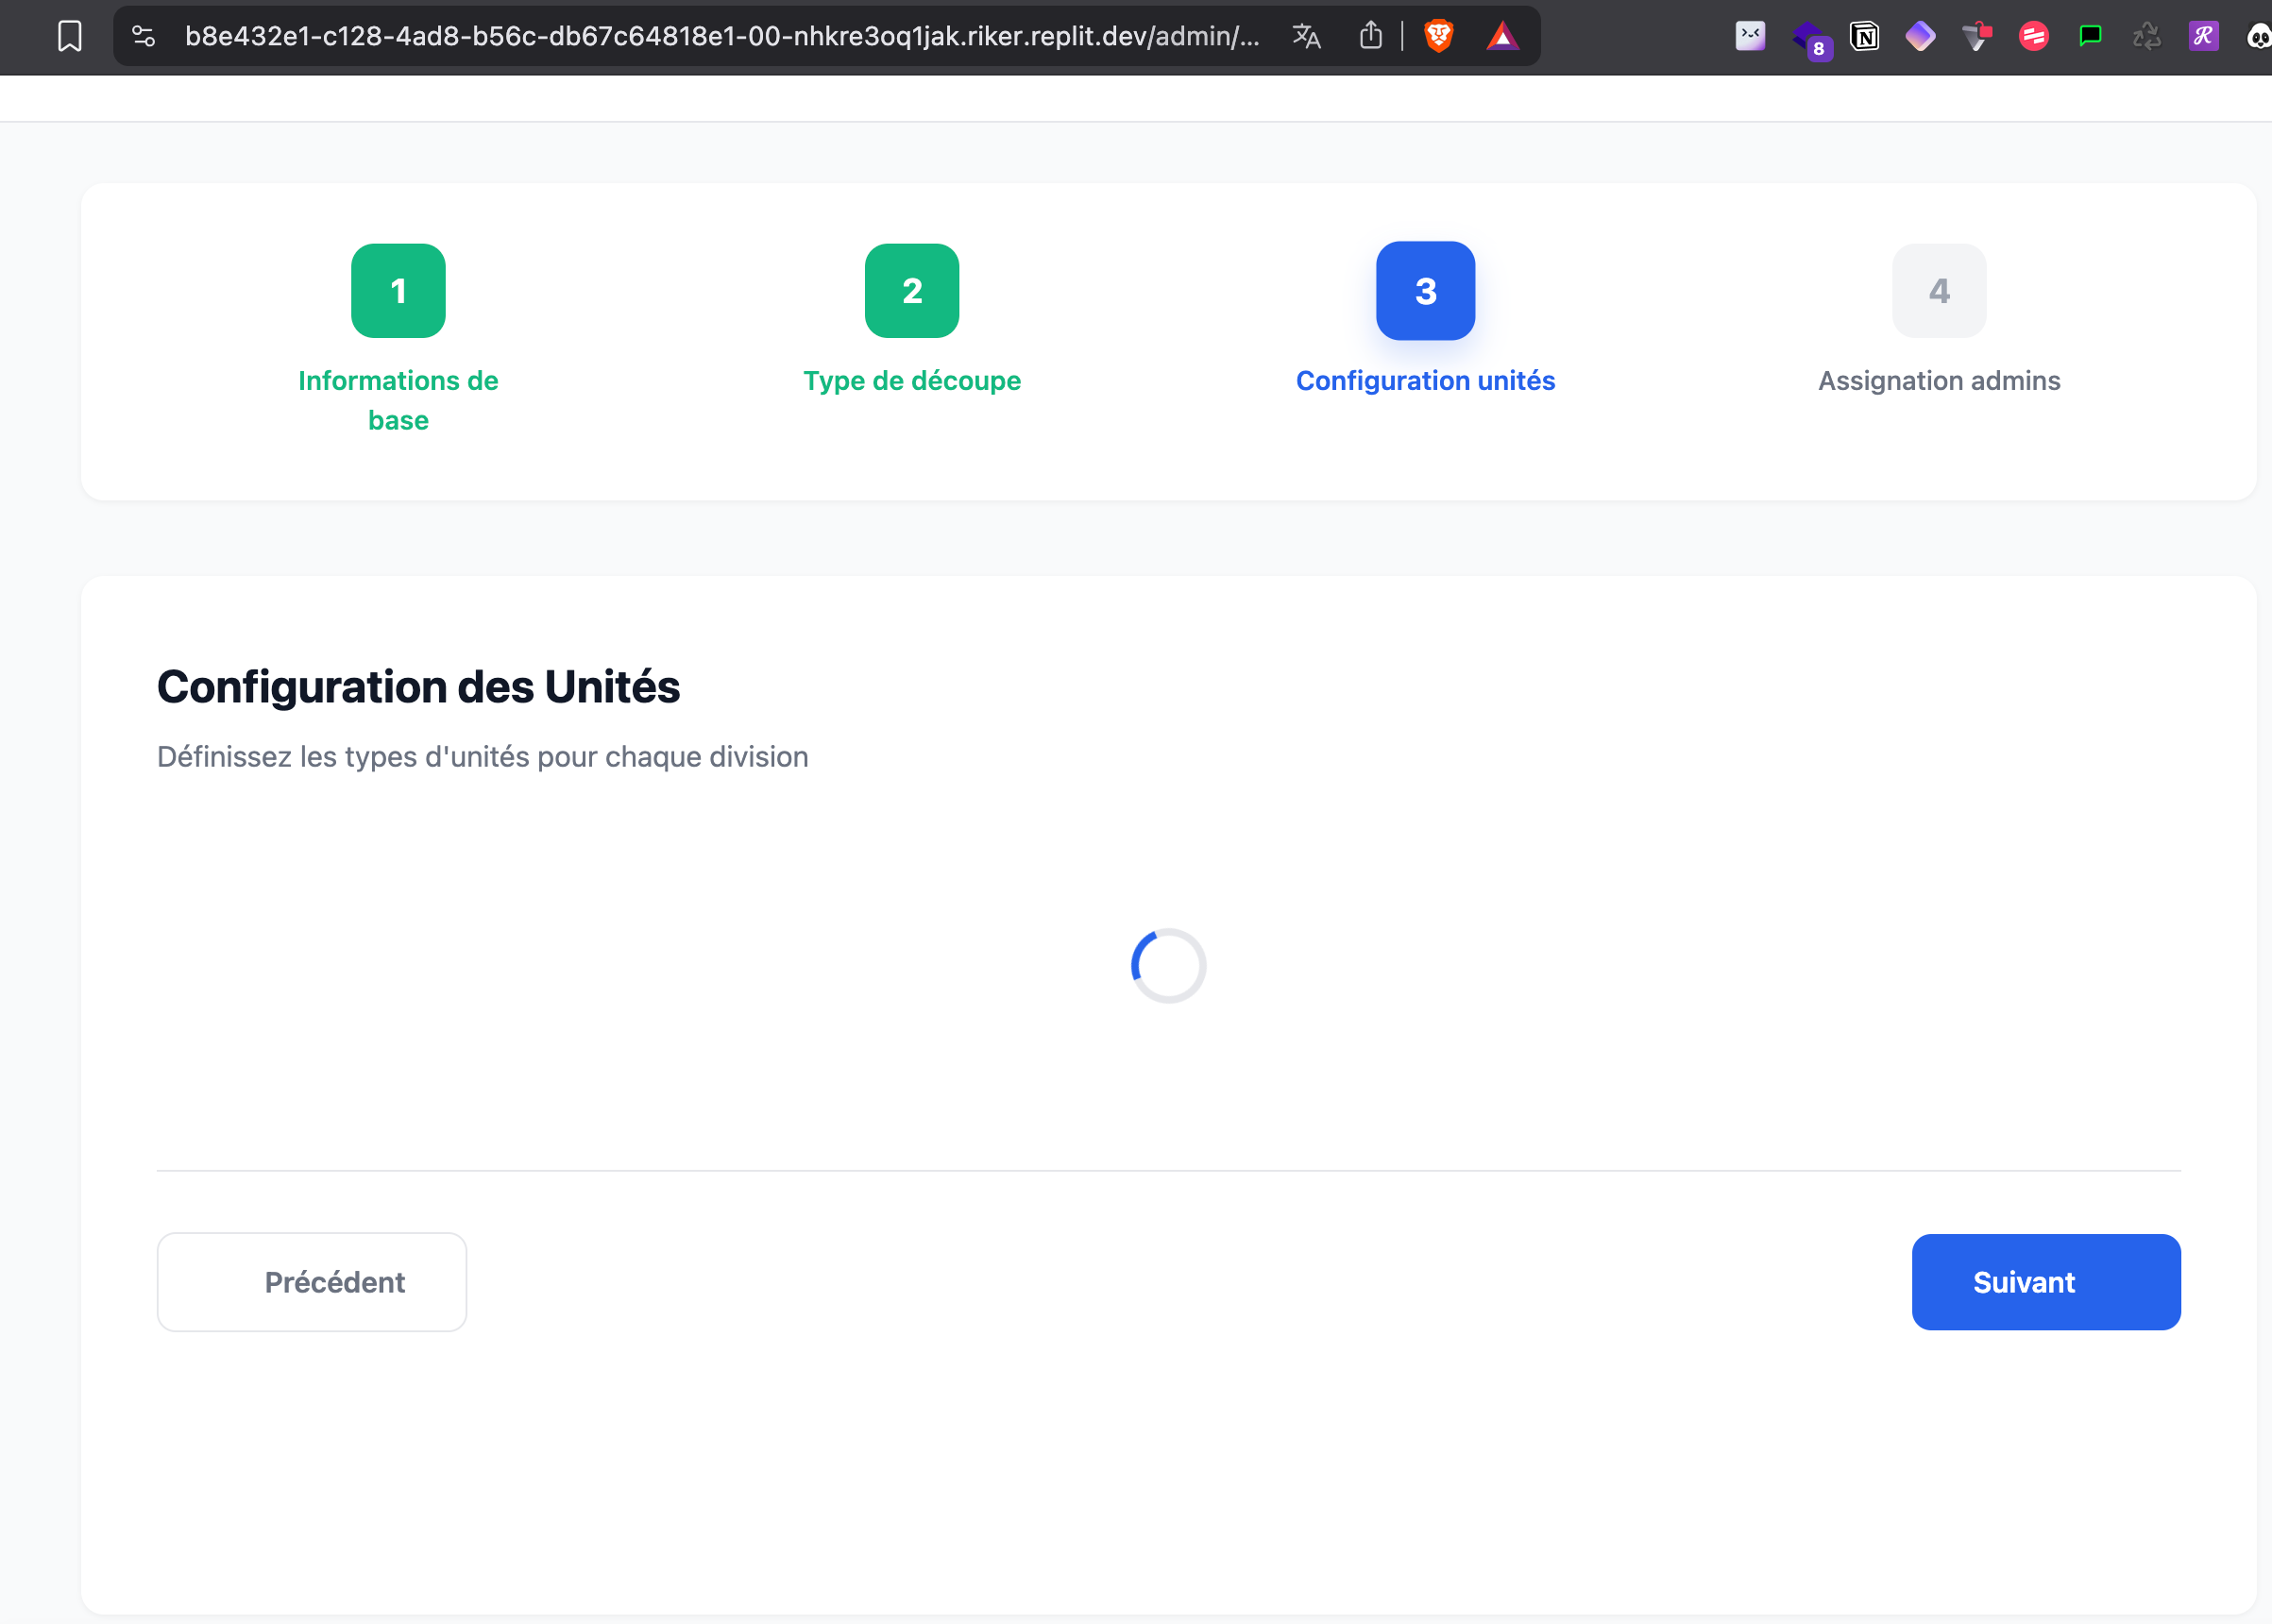 b8e432e1-c128-4ad8-b56c-db67c64818e1-00-nhkre3oq1jak.riker.replit.dev/admin/...
8
1
2
3
4
Informations de
base
Type de découpe
Configuration unités
Assignation admins
Configuration des Unités
Définissez les types d'unités pour chaque division
Précédent
Suivant